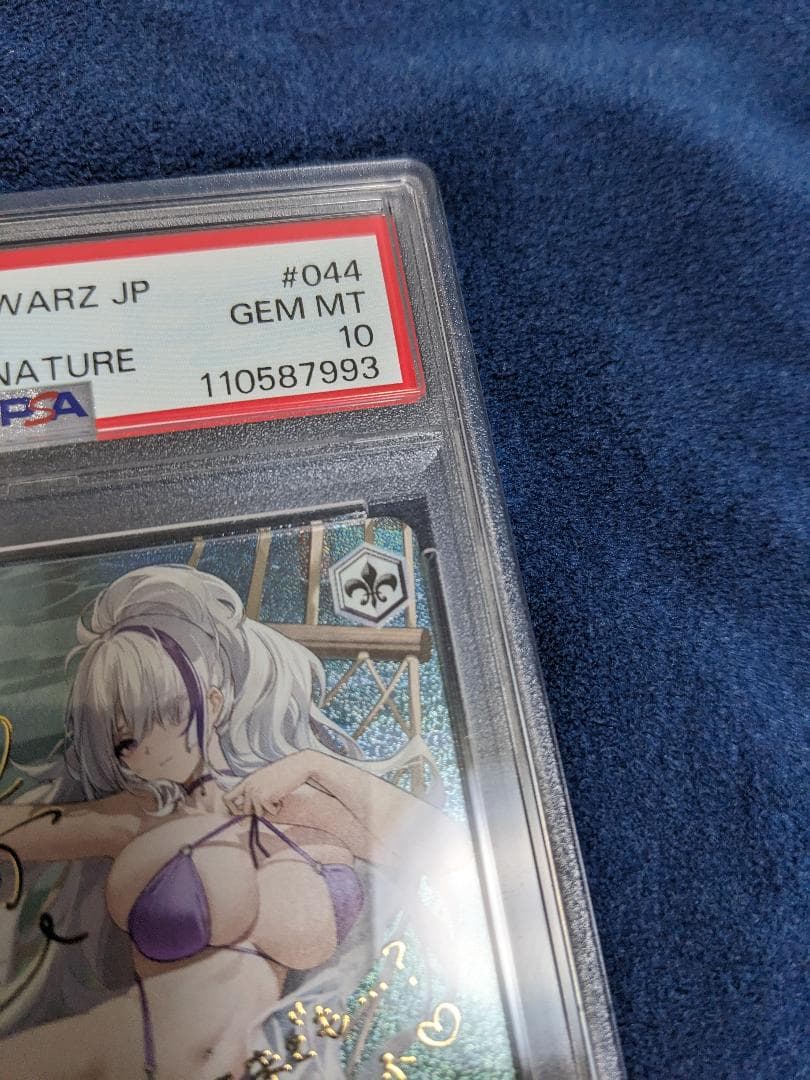 WARZ JP #044
GEM MT
NATURE 10
PSA 110587993